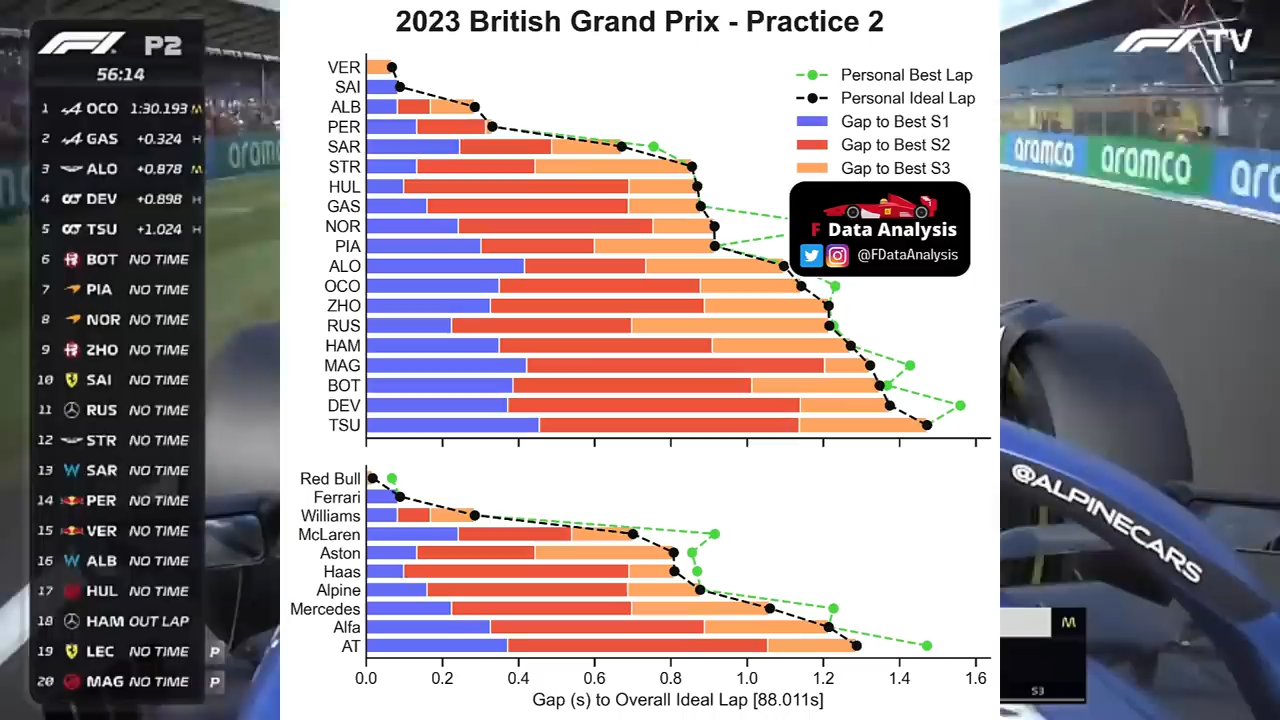 F1 P2
56:14
1 OCO 1:30.193 M
2 GAS +0.324 H
3 ALO +0.878 M
4 DEV +0.898 H
5 TSU +1.024 H
6 BOT NO TIME
7 PIA NO TIME
8 NOR NO TIME
9 ZHO NO TIME
10 SAI NO TIME
11 RUS NO TIME
12 STR NO TIME
13 SAR NO TIME
14 PER NO TIME
15 VER NO TIME
16 ALB NO TIME
17 HUL NO TIME
18 HAM OUT LAP
19 LEC NO TIME P
20 MAG NO TIME P
aramco
2023 British Grand Prix - Practice 2
Personal Best Lap
Personal Ideal Lap
Gap to Best S1
Gap to Best S2
Gap to Best S3
F Data Analysis
@FDataAnalysis
VER
SAI
ALB
PER
SAR
STR
HUL
GAS
NOR
PIA
ALO
OCO
ZHO
RUS
HAM
MAG
BOT
DEV
TSU
Red Bull
Ferrari
Williams
McLaren
Aston
Haas
Alpine
Mercedes
Alfa
AT
0.0 0.2 0.4 0.6 0.8 1.0 1.2 1.4 1.6
Gap (s) to Overall Ideal Lap [88.011s]
F1 TV
aramco aramco ar
@ALPINECARS
M
S3